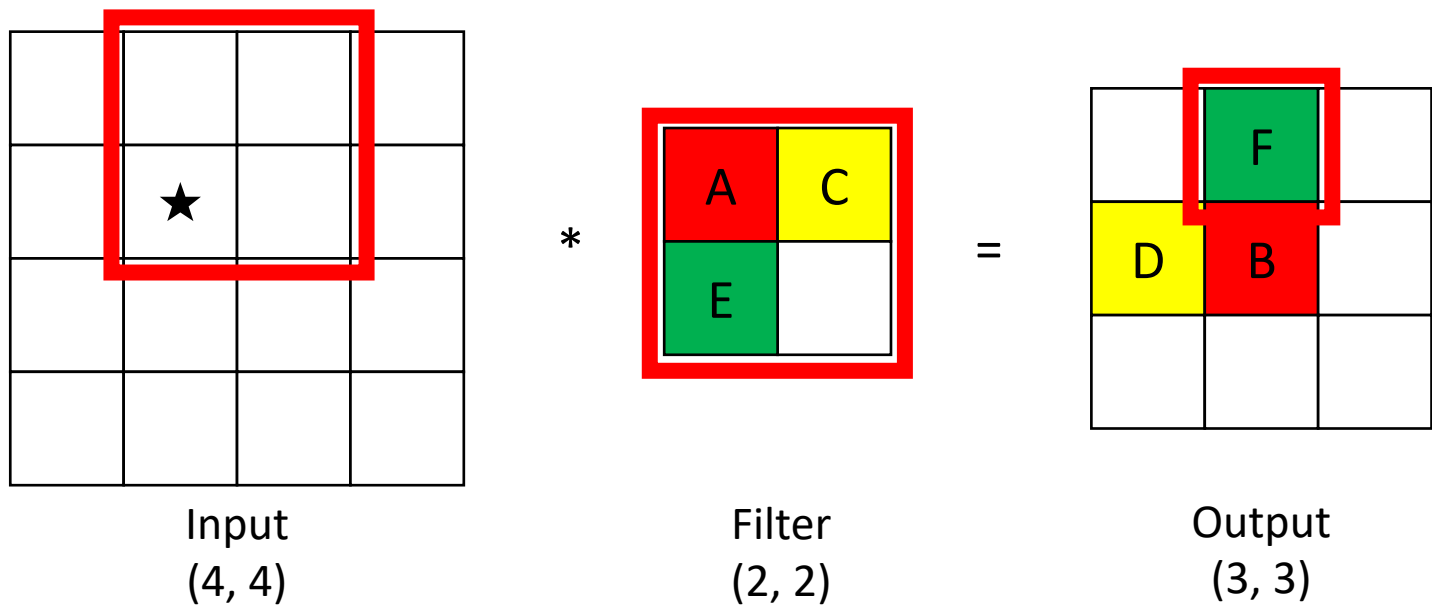 ★
*
A C
E
=
F
D B
Input
(4, 4)
Filter
(2, 2)
Output
(3, 3)